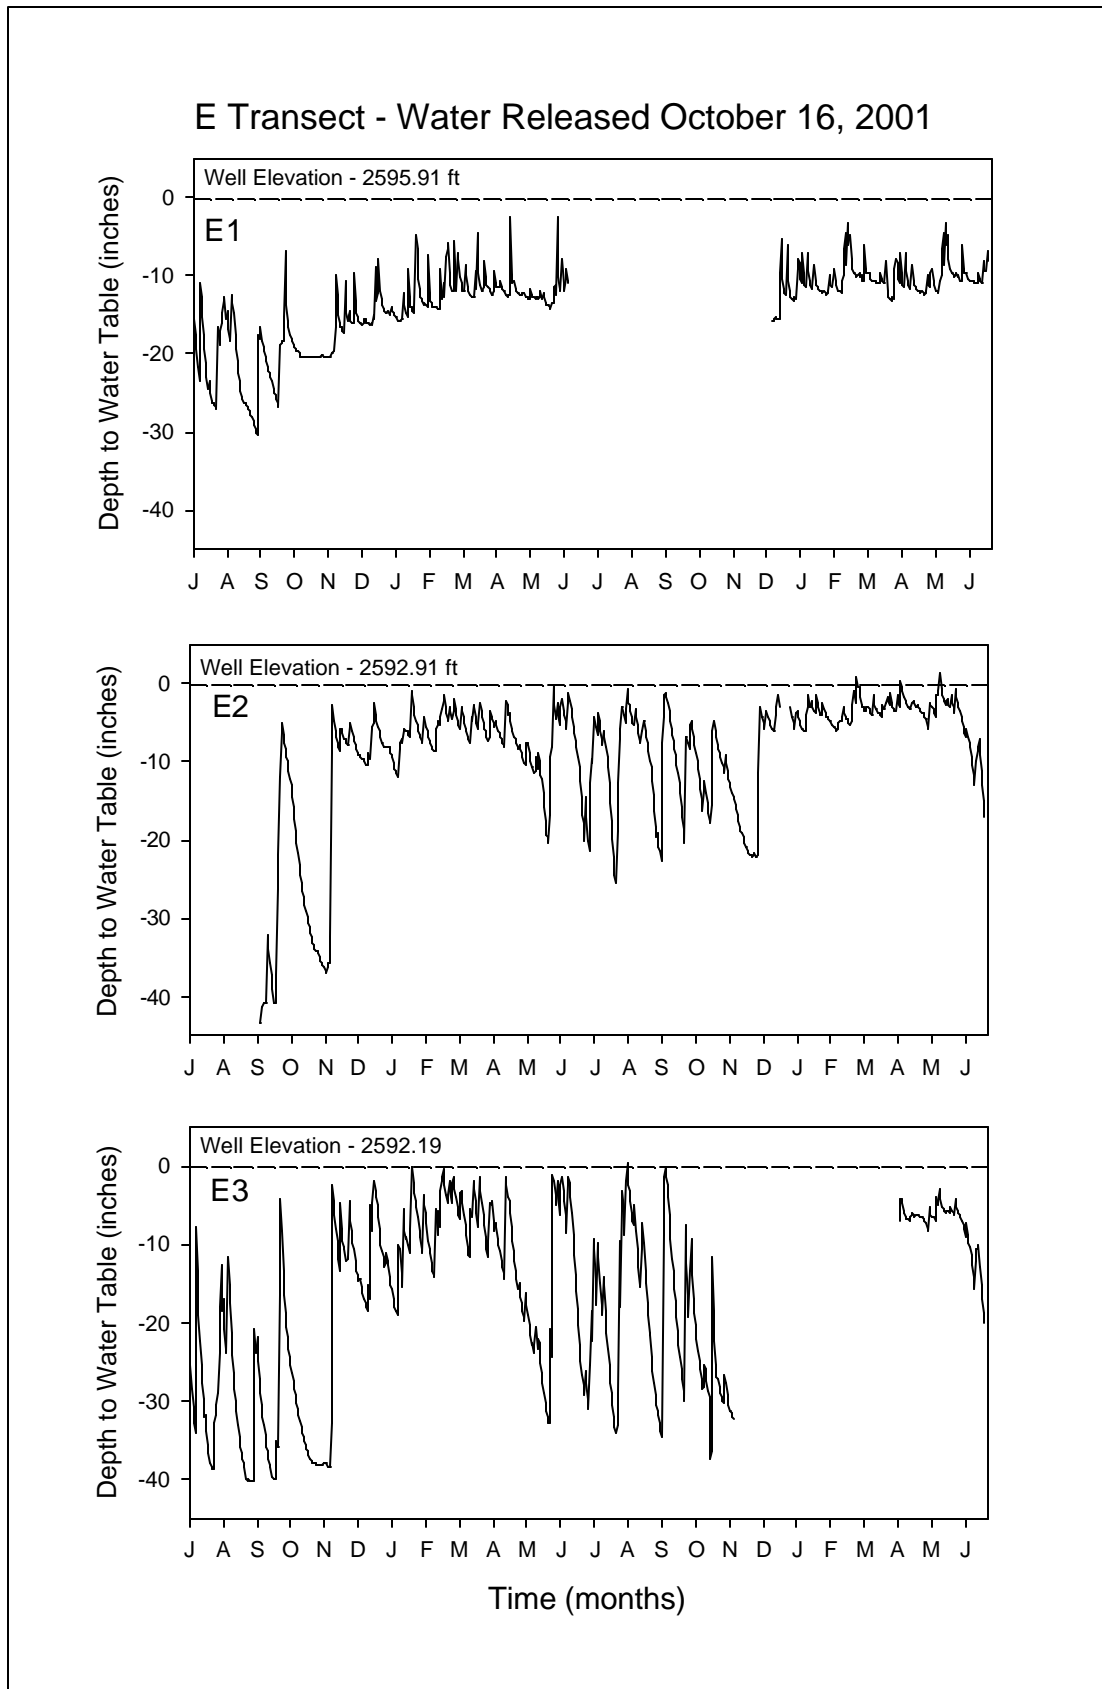 E Transect - Water Released October 16, 2001
Well Elevation - 2595.91 ft
E1
Depth to Water Table (inches)
0
-10
-20
-30
-40
J A S O N D J F M A M J J A S O N D J F M A M J
Well Elevation - 2592.91 ft
E2
Depth to Water Table (inches)
0
-10
-20
-30
-40
J A S O N D J F M A M J J A S O N D J F M A M J
Well Elevation - 2592.19
E3
Depth to Water Table (inches)
0
-10
-20
-30
-40
J A S O N D J F M A M J J A S O N D J F M A M J
Time (months)